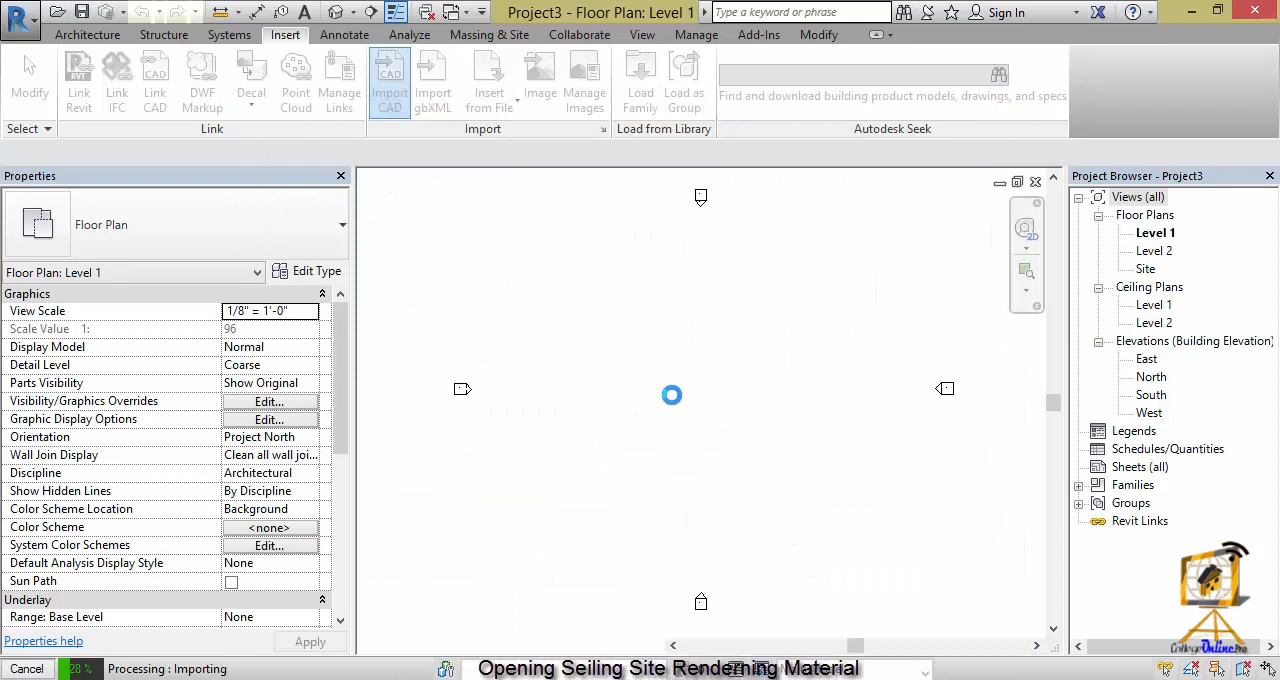 Project3 - Floor Plan: Level 1
Type a keyword or phrase
Sign In
Architecture
Structure
Systems
Insert
Annotate
Analyze
Massing & Site
Collaborate
View
Manage
Add-Ins
Modify
Modify
Link Revit
Link IFC
Link CAD
DWF Markup
Decal
Point Cloud
Manage Links
Import CAD
Import gbXML
Insert from File
Image
Manage Images
Load Family
Load as Group
Find and download building product models, drawings, and specs
Select
Link
Import
Load from Library
Autodesk Seek
Properties
Floor Plan
Floor Plan: Level 1
Edit Type
Graphics
View Scale 1/8" = 1'-0"
Scale Value 1: 96
Display Model Normal
Detail Level Coarse
Parts Visibility Show Original
Visibility/Graphics Overrides Edit...
Graphic Display Options Edit...
Orientation Project North
Wall Join Display Clean all wall joi...
Discipline Architectural
Show Hidden Lines By Discipline
Color Scheme Location Background
Color Scheme <none>
System Color Schemes Edit...
Default Analysis Display Style None
Sun Path
Underlay
Range: Base Level None
Properties help
Apply
2D
Project Browser - Project3
Views (all)
Floor Plans
Level 1
Level 2
Site
Ceiling Plans
Level 1
Level 2
Elevations (Building Elevation)
East
North
South
West
Legends
Schedules/Quantities
Sheets (all)
Families
Groups
Revit Links
CollegeOnline.Pro
Cancel
28 %
Processing : Importing
Opening Seiling Site Rendeming Material